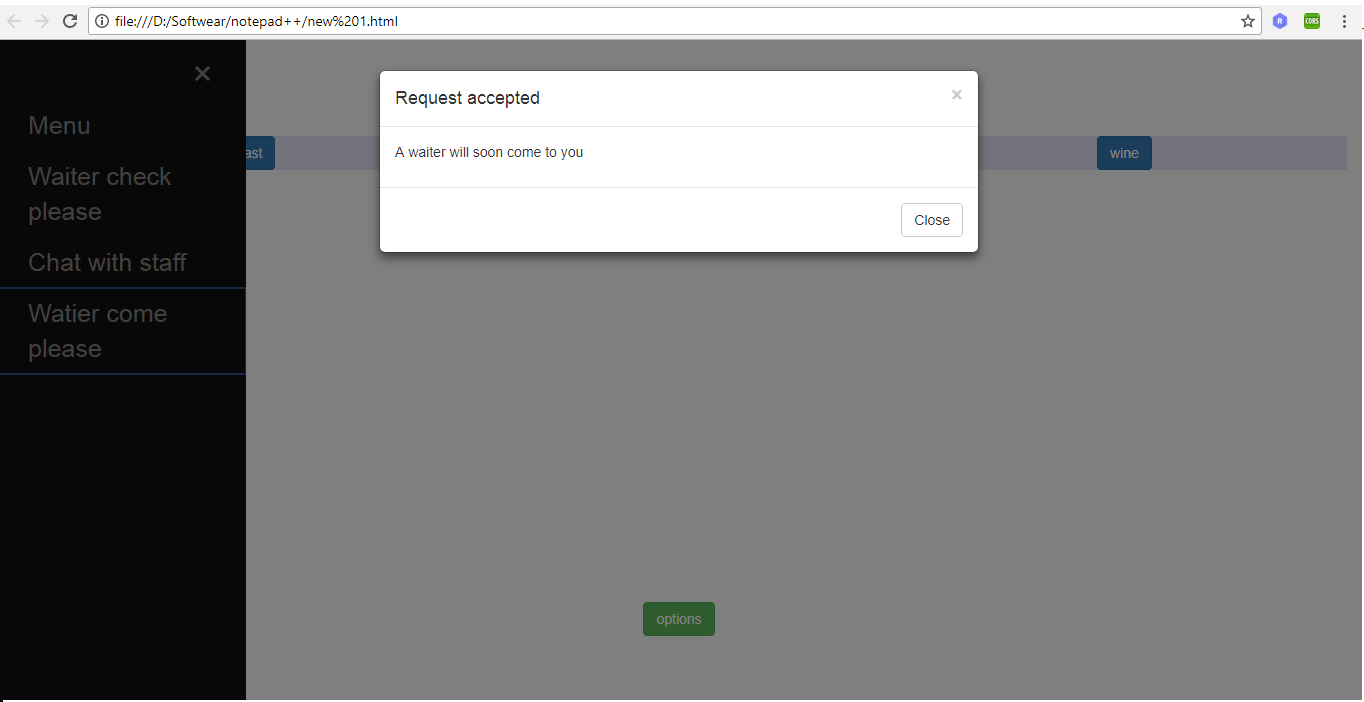 file:///D:/Softwear/notepad++/new%201.html
CORS
×
Menu
Waiter check
please
Chat with staff
Watier come
please
Request accepted
×
A waiter will soon come to you
Close
ast
wine
options